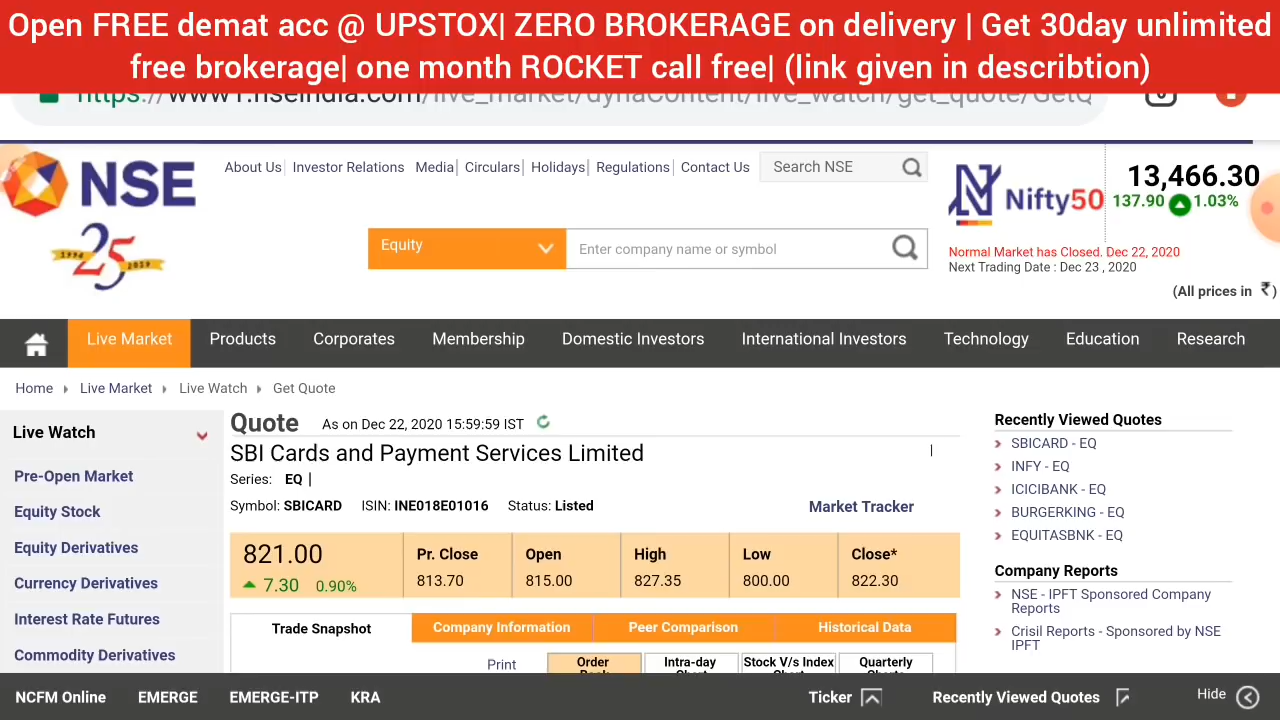 Open FREE demat acc @ UPSTOX| ZERO BROKERAGE on delivery | Get 30day unlimited
free brokerage| one month ROCKET call free| (link given in describtion)
https://www1.nseindia.com/live_market/dynaContent/live_watch/get_quote/GetQ
NSE
25
About Us Investor Relations Media Circulars Holidays Regulations Contact Us
Search NSE
Equity
Enter company name or symbol
Nifty50
13,466.30
137.90 1.03%
Normal Market has Closed. Dec 22, 2020
Next Trading Date : Dec 23 , 2020
(All prices in ₹)
Live Market Products Corporates Membership Domestic Investors International Investors Technology Education Research
Home Live Market Live Watch Get Quote
Live Watch
Pre-Open Market
Equity Stock
Equity Derivatives
Currency Derivatives
Interest Rate Futures
Commodity Derivatives
Quote As on Dec 22, 2020 15:59:59 IST
SBI Cards and Payment Services Limited |
Series: EQ |
Symbol: SBICARD ISIN: INE018E01016 Status: Listed Market Tracker
821.00 Pr. Close Open High Low Close*
7.30 0.90% 813.70 815.00 827.35 800.00 822.30
Trade Snapshot Company Information Peer Comparison Historical Data
Print Order Intra-day Stock V/s Index Quarterly
Recently Viewed Quotes
SBICARD - EQ
INFY - EQ
ICICIBANK - EQ
BURGERKING - EQ
EQUITASBNK - EQ
Company Reports
NSE - IPFT Sponsored Company
Reports
Crisil Reports - Sponsored by NSE
IPFT
NCFM Online EMERGE EMERGE-ITP KRA Ticker Recently Viewed Quotes Hide